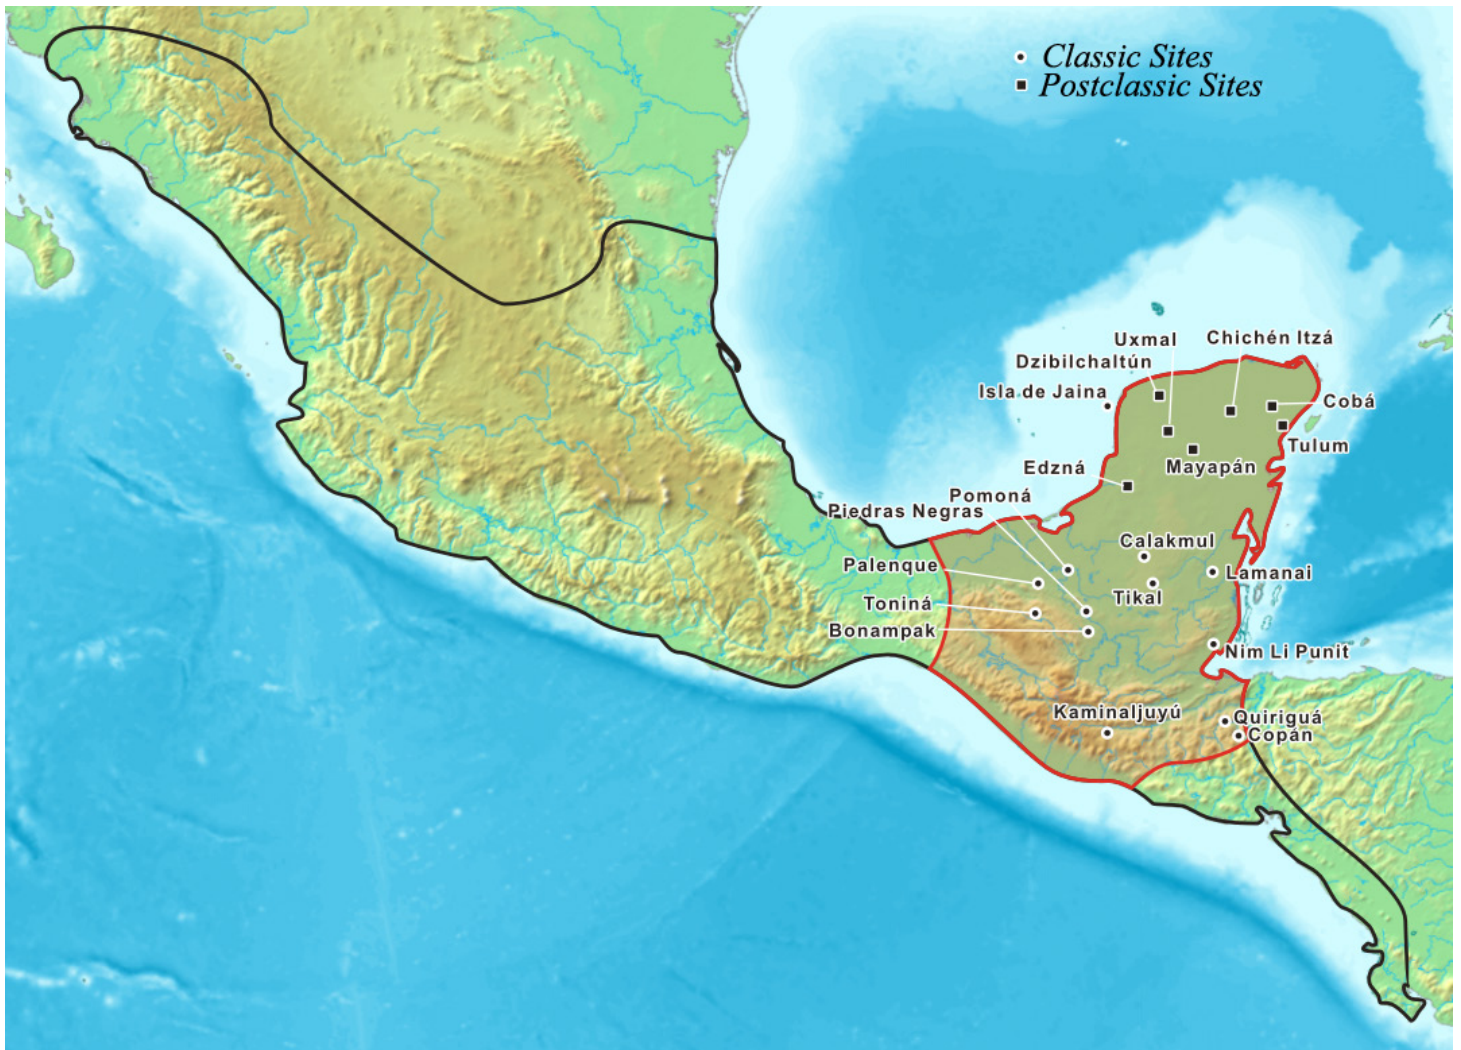 Classic Sites
Postclassic Sites
Uxmal
Chichén Itzá
Dzibilchaltún
Isla de Jaina
Cobá
Tulum
Mayapán
Edzná
Pomoná
Piedras Negras
Calakmul
Palenque
Lamanai
Tikal
Toniná
Bonampak
Nim Li Punit
Kaminaljuyú
Quiriguá
Copán